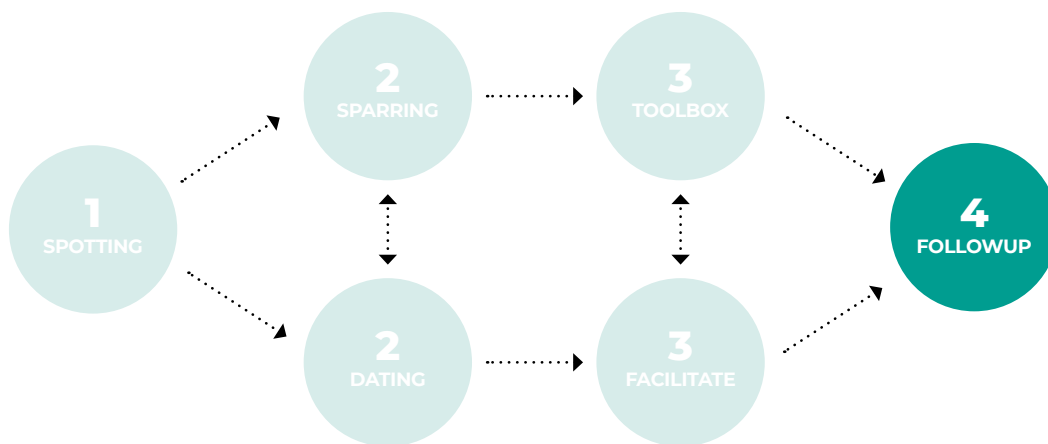 1
SPOTTING
2
SPARRING
2
DATING
3
TOOLBOX
3
FACILITATE
4
FOLLOWUP